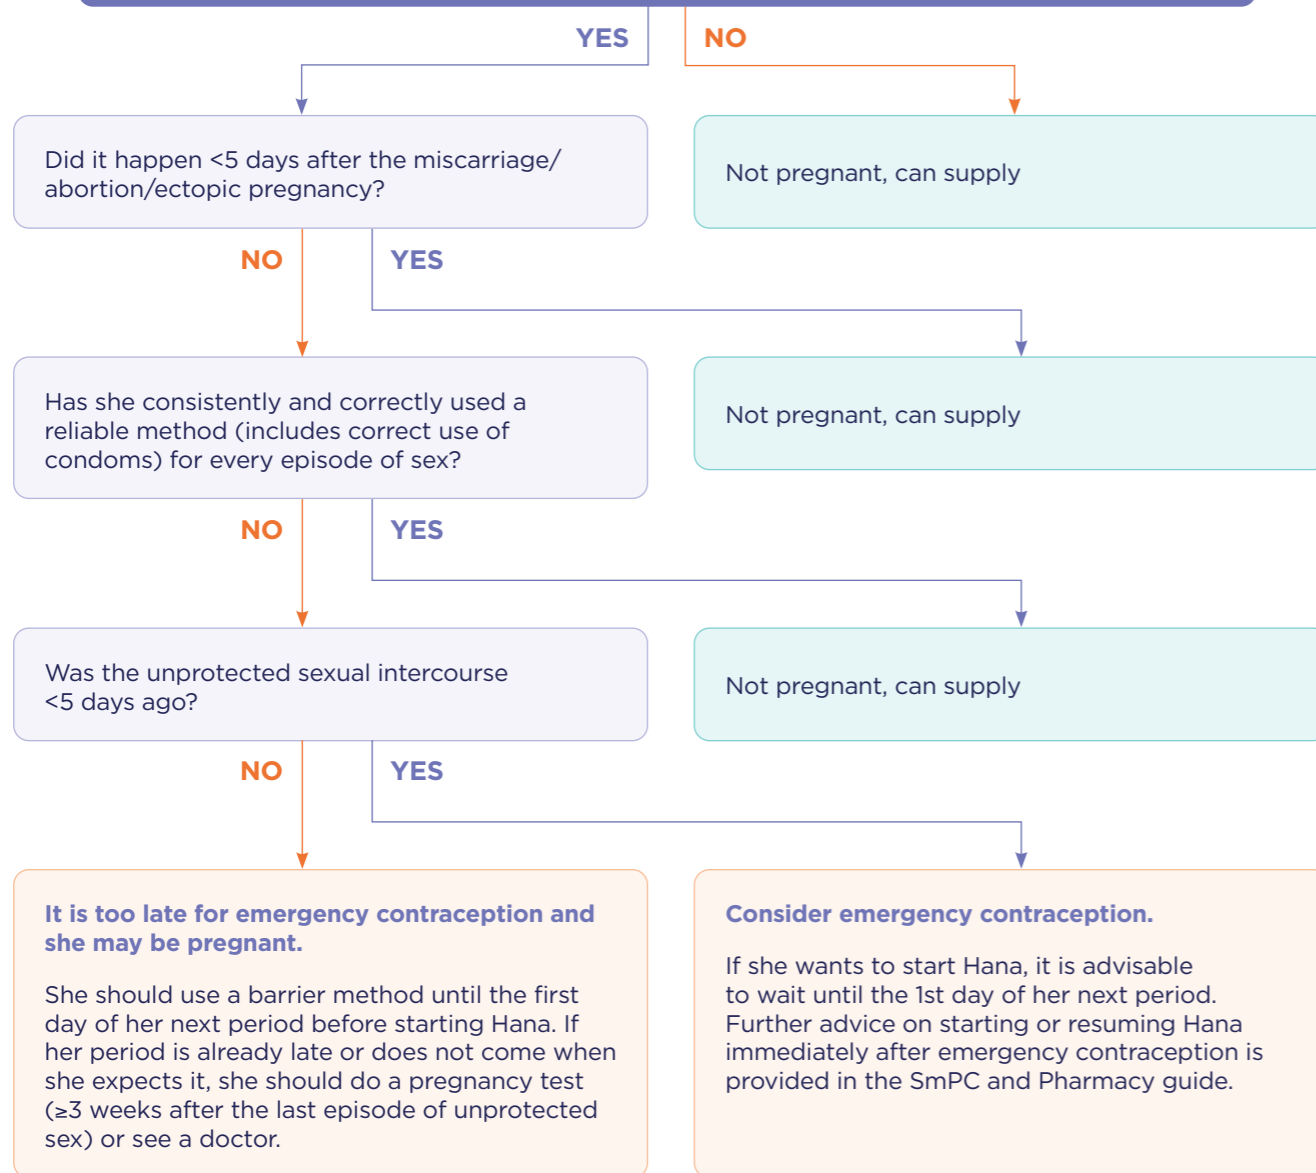 YES
NO
Did it happen <5 days after the miscarriage/
abortion/ectopic pregnancy?
Not pregnant, can supply
NO
YES
Has she consistently and correctly used a
reliable method (includes correct use of
condoms) for every episode of sex?
Not pregnant, can supply
NO
YES
Was the unprotected sexual intercourse
<5 days ago?
Not pregnant, can supply
NO
YES
It is too late for emergency contraception and
she may be pregnant.
She should use a barrier method until the first
day of her next period before starting Hana. If
her period is already late or does not come when
she expects it, she should do a pregnancy test
(≥3 weeks after the last episode of unprotected
sex) or see a doctor.
Consider emergency contraception.
If she wants to start Hana, it is advisable
to wait until the 1st day of her next period.
Further advice on starting or resuming Hana
immediately after emergency contraception is
provided in the SmPC and Pharmacy guide.